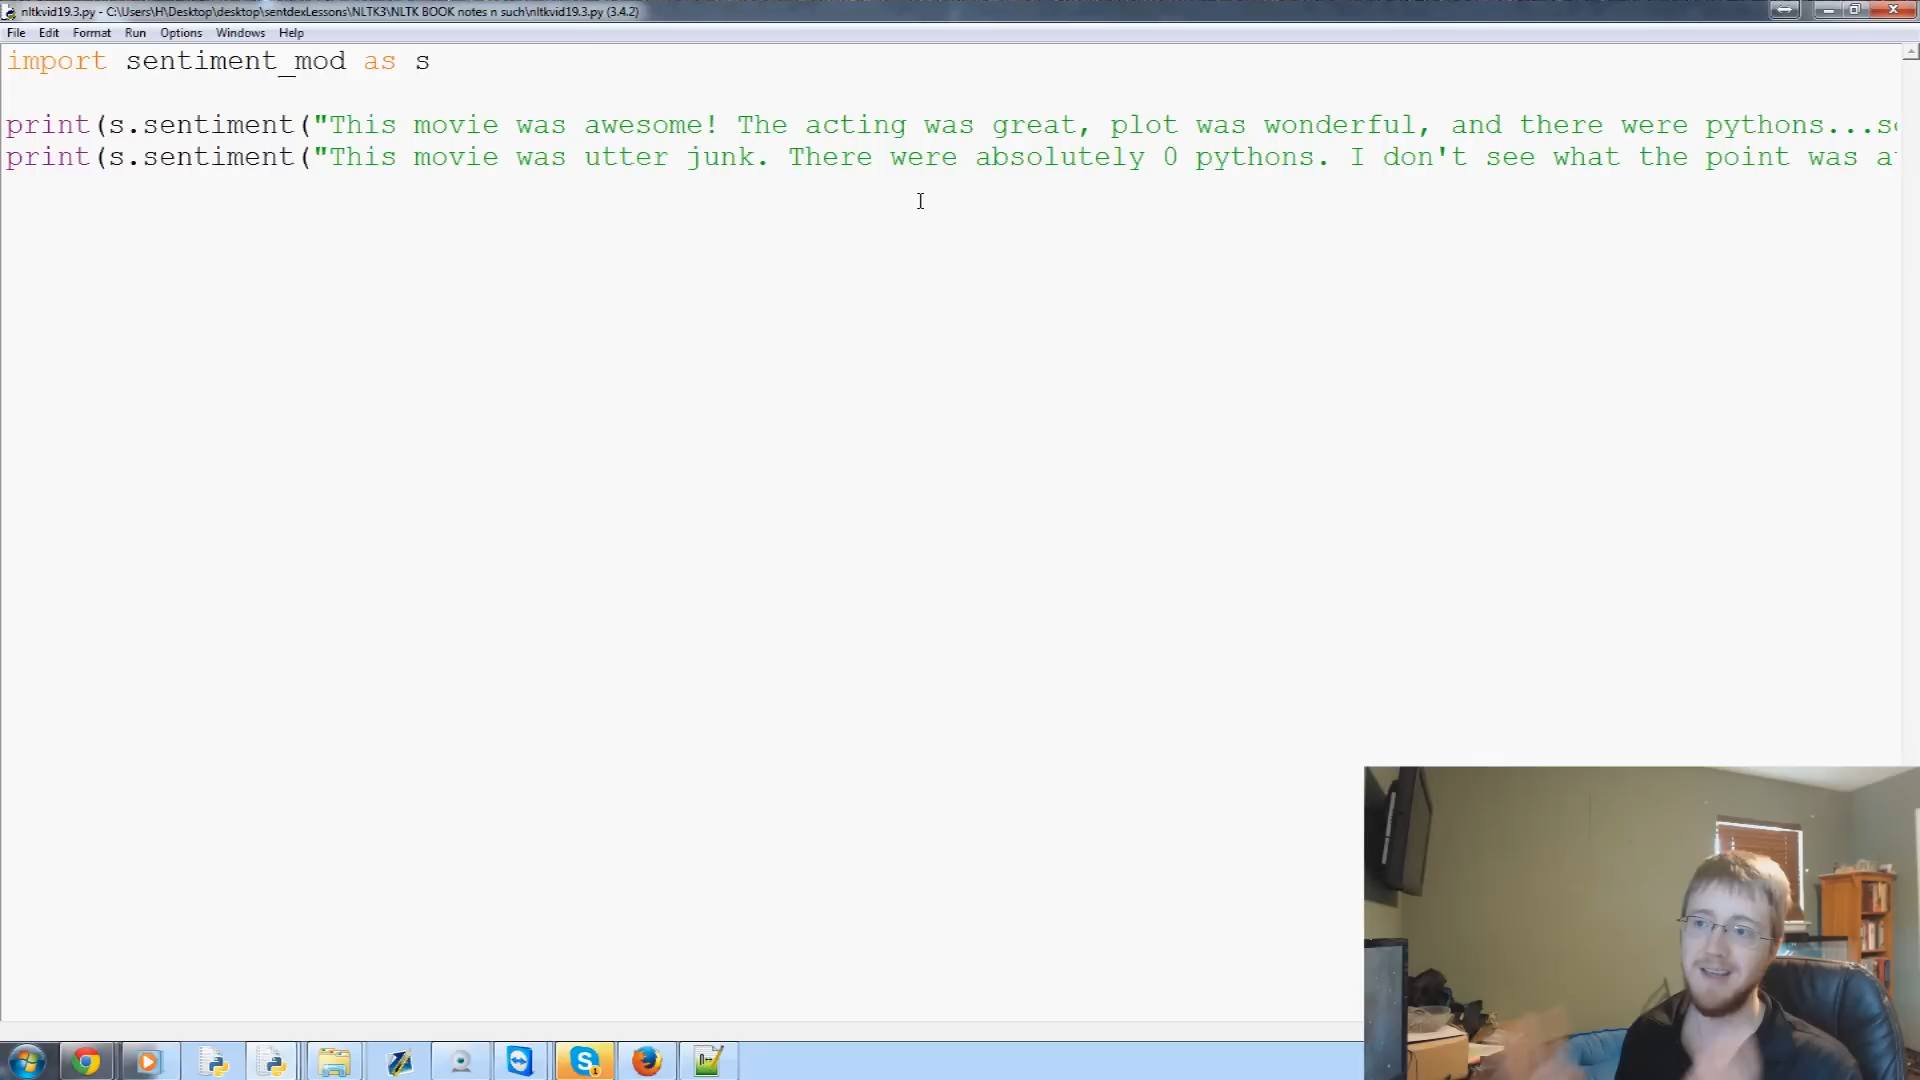 nltkvid19.3.py - C:\Users\H\Desktop\desktop\sentdexLessons\NLTK3\NLTK BOOK notes n such\nltkvid19.3.py (3.4.2)
File Edit Format Run Options Windows Help
import sentiment_mod as s
print(s.sentiment("This movie was awesome! The acting was great, plot was wonderful, and there were pythons...so
print(s.sentiment("This movie was utter junk. There were absolutely 0 pythons. I don't see what the point was at